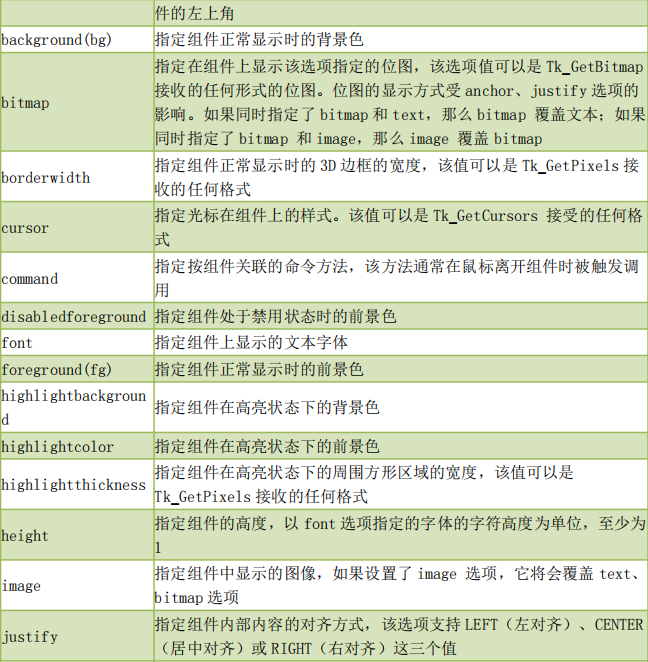 件的左上角
background(bg)
指定组件正常显示时的背景色
bitmap
指定在组件上显示该选项指定的位图，该选项值可以是 Tk_GetBitmap
接收的任何形式的位图。位图的显示方式受 anchor、justify 选项的
影响。如果同时指定了 bitmap 和 text，那么 bitmap 覆盖文本；如果
同时指定了 bitmap 和 image，那么 image 覆盖 bitmap
borderwidth
指定组件正常显示时的 3D 边框的宽度，该值可以是 Tk_GetPixels 接
收的任何格式
cursor
指定光标在组件上的样式。该值可以是 Tk_GetCursors 接受的任何格
式
command
指定按组件关联的命令方法，该方法通常在鼠标离开组件时被触发调
用
disabledforeground
指定组件处于禁用状态时的前景色
font
指定组件上显示的文本字体
foreground(fg)
指定组件正常显示时的前景色
highlightbackgroun
d
指定组件在高亮状态下的背景色
highlightcolor
指定组件在高亮状态下的前景色
highlightthickness
指定组件在高亮状态下的周围方形区域的宽度，该值可以是
Tk_GetPixels 接收的任何格式
height
指定组件的高度，以 font 选项指定的字体的字符高度为单位，至少为
1
image
指定组件中显示的图像，如果设置了 image 选项，它将会覆盖 text、
bitmap 选项
justify
指定组件内部内容的对齐方式，该选项支持 LEFT（左对齐）、CENTER
（居中对齐）或 RIGHT（右对齐）这三个值